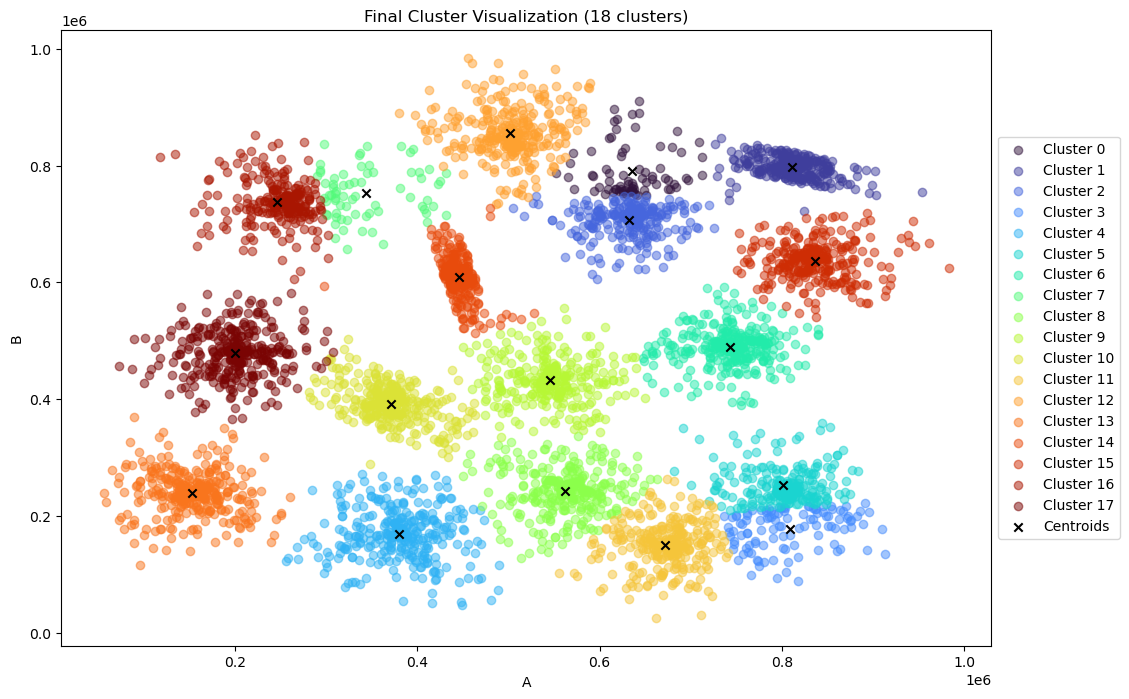 Final Cluster Visualization (18 clusters)
1e6
1.0
0.8
0.6
0.4
0.2
0.0
B
0.2
0.4
0.6
0.8
1.0
1e6
A
Cluster 0
Cluster 1
Cluster 2
Cluster 3
Cluster 4
Cluster 5
Cluster 6
Cluster 7
Cluster 8
Cluster 9
Cluster 10
Cluster 11
Cluster 12
Cluster 13
Cluster 14
Cluster 15
Cluster 16
Cluster 17
Centroids